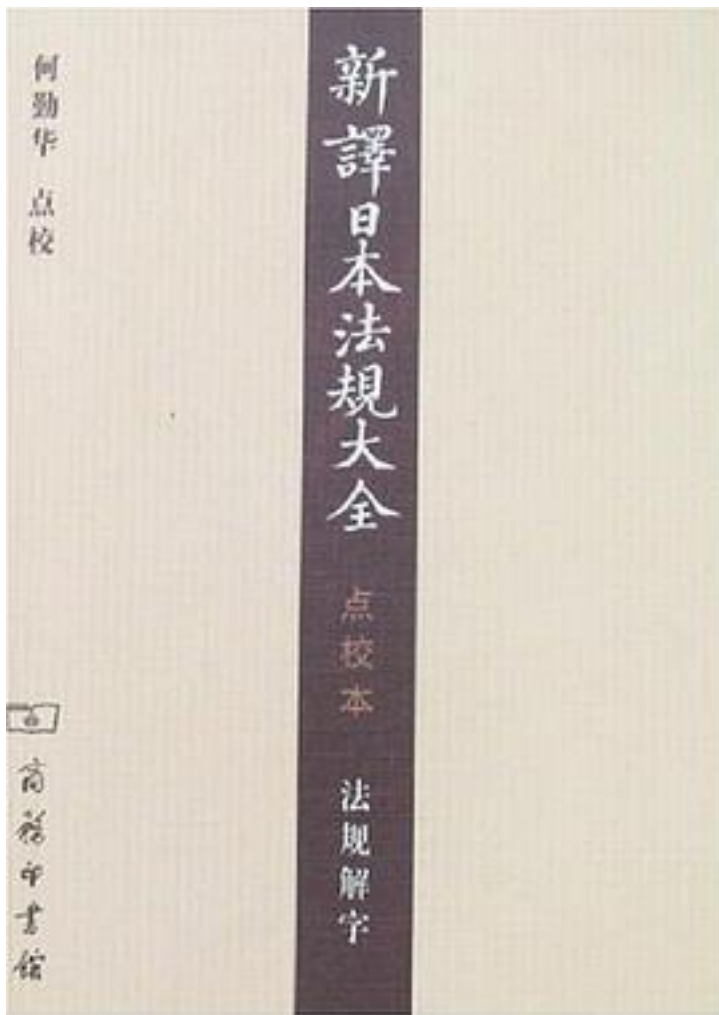 何勤华 点校
新譯日本法規大全
点校本
法规解字
商務印書館